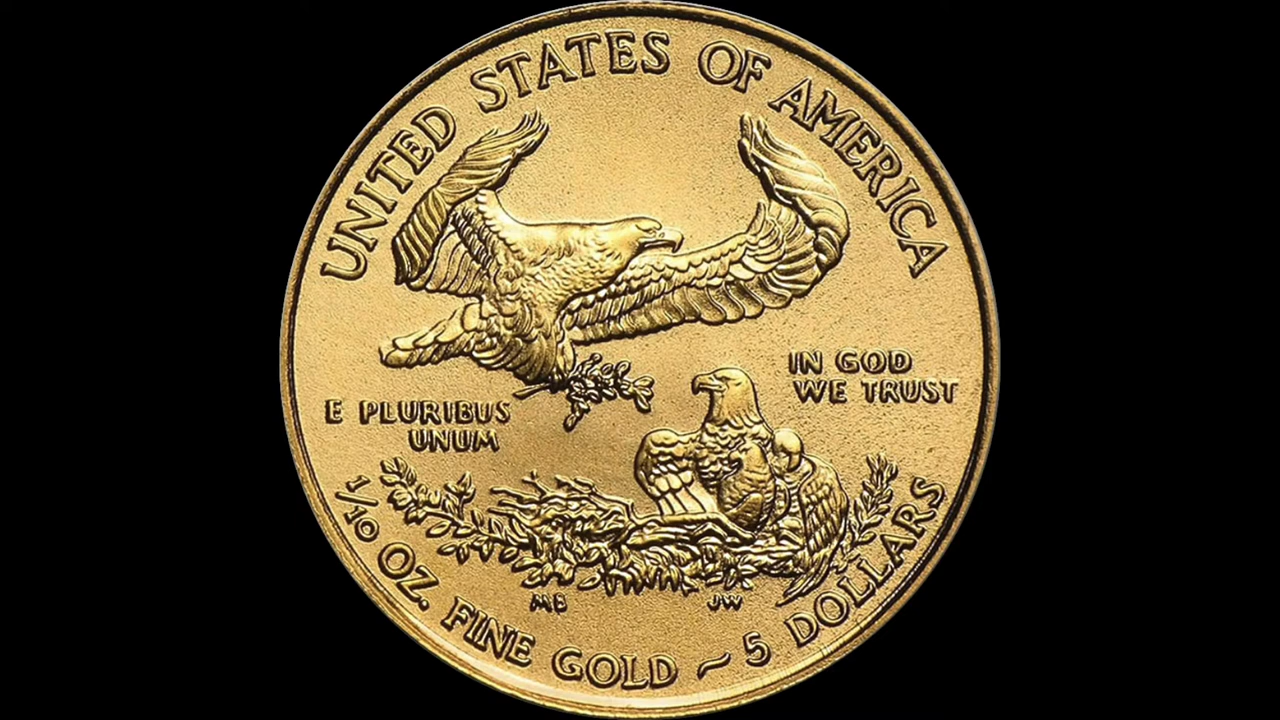 UNITED STATES OF AMERICA
IN GOD
WE TRUST
E PLURIBUS
UNUM
MB
JW
1/10 OZ. FINE GOLD ~ 5 DOLLARS